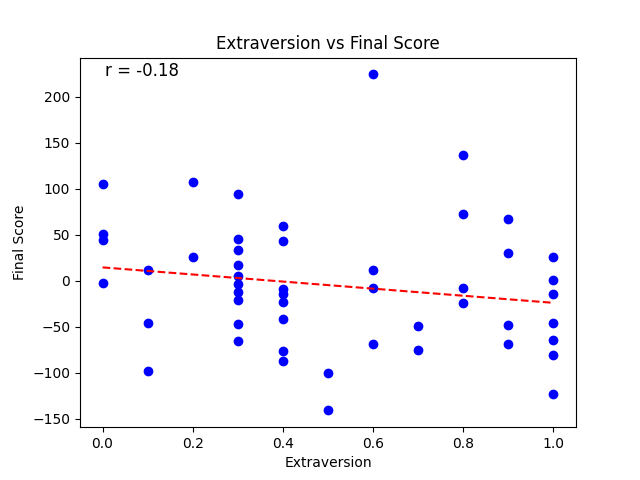 Extraversion vs Final Score
r = -0.18
200
150
100
50
0
−50
−100
−150
Final Score
0.0 0.2 0.4 0.6 0.8 1.0
Extraversion